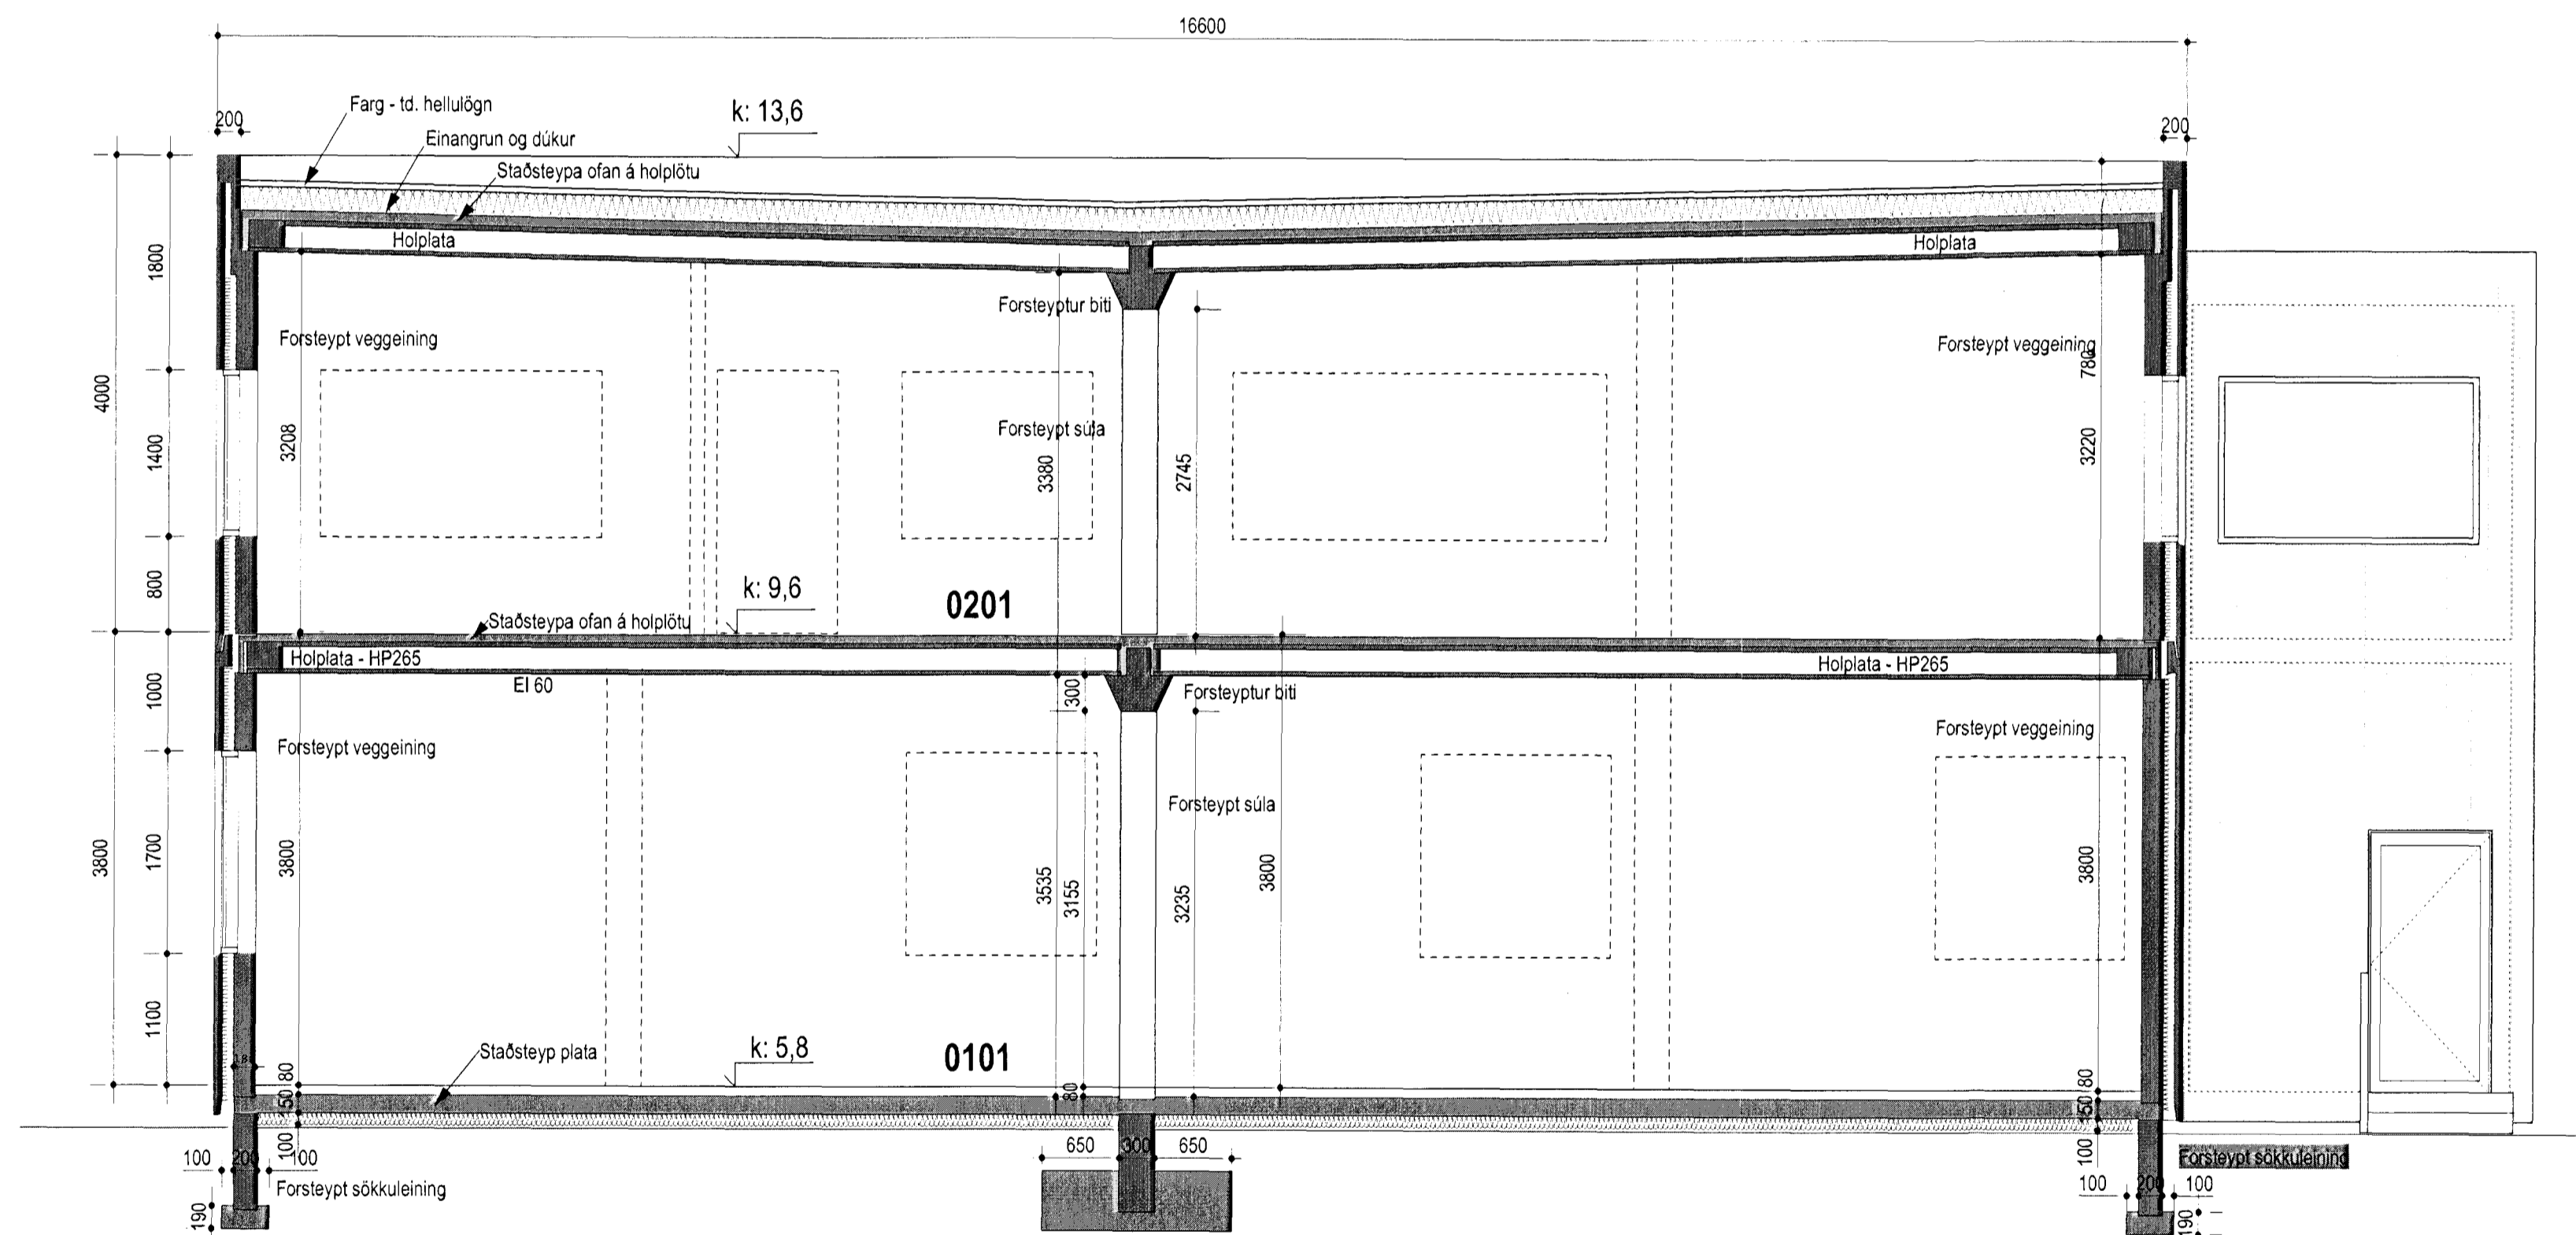 16600
200
Farg - td. hellulögn
k: 13,6
200
Einangrun og dúkur
Staðsteypa ofan á holplötu
Holplata
Holplata
1800
Forsteyptur biti
Forsteypt veggeining
Forsteypt veggeining
780
4000
1400
3208
Forsteypt súla
3380
2745
3220
800
k: 9,6
0201
Staðsteypa ofan á holplötu
Holplata - HP265
Holplata - HP265
EI 60
1000
300
Forsteyptur biti
Forsteypt veggeining
Forsteypt veggeining
3800
1700
3800
3535
3155
Forsteypt súla
3235
3800
3800
1100
Staðsteyp plata
k: 5,8
0101
80
80
80
50
100
650
300
650
100
100
200
100
Forsteypt sökkuleining
Forsteypt sökkuleining
100
200
100
190
190